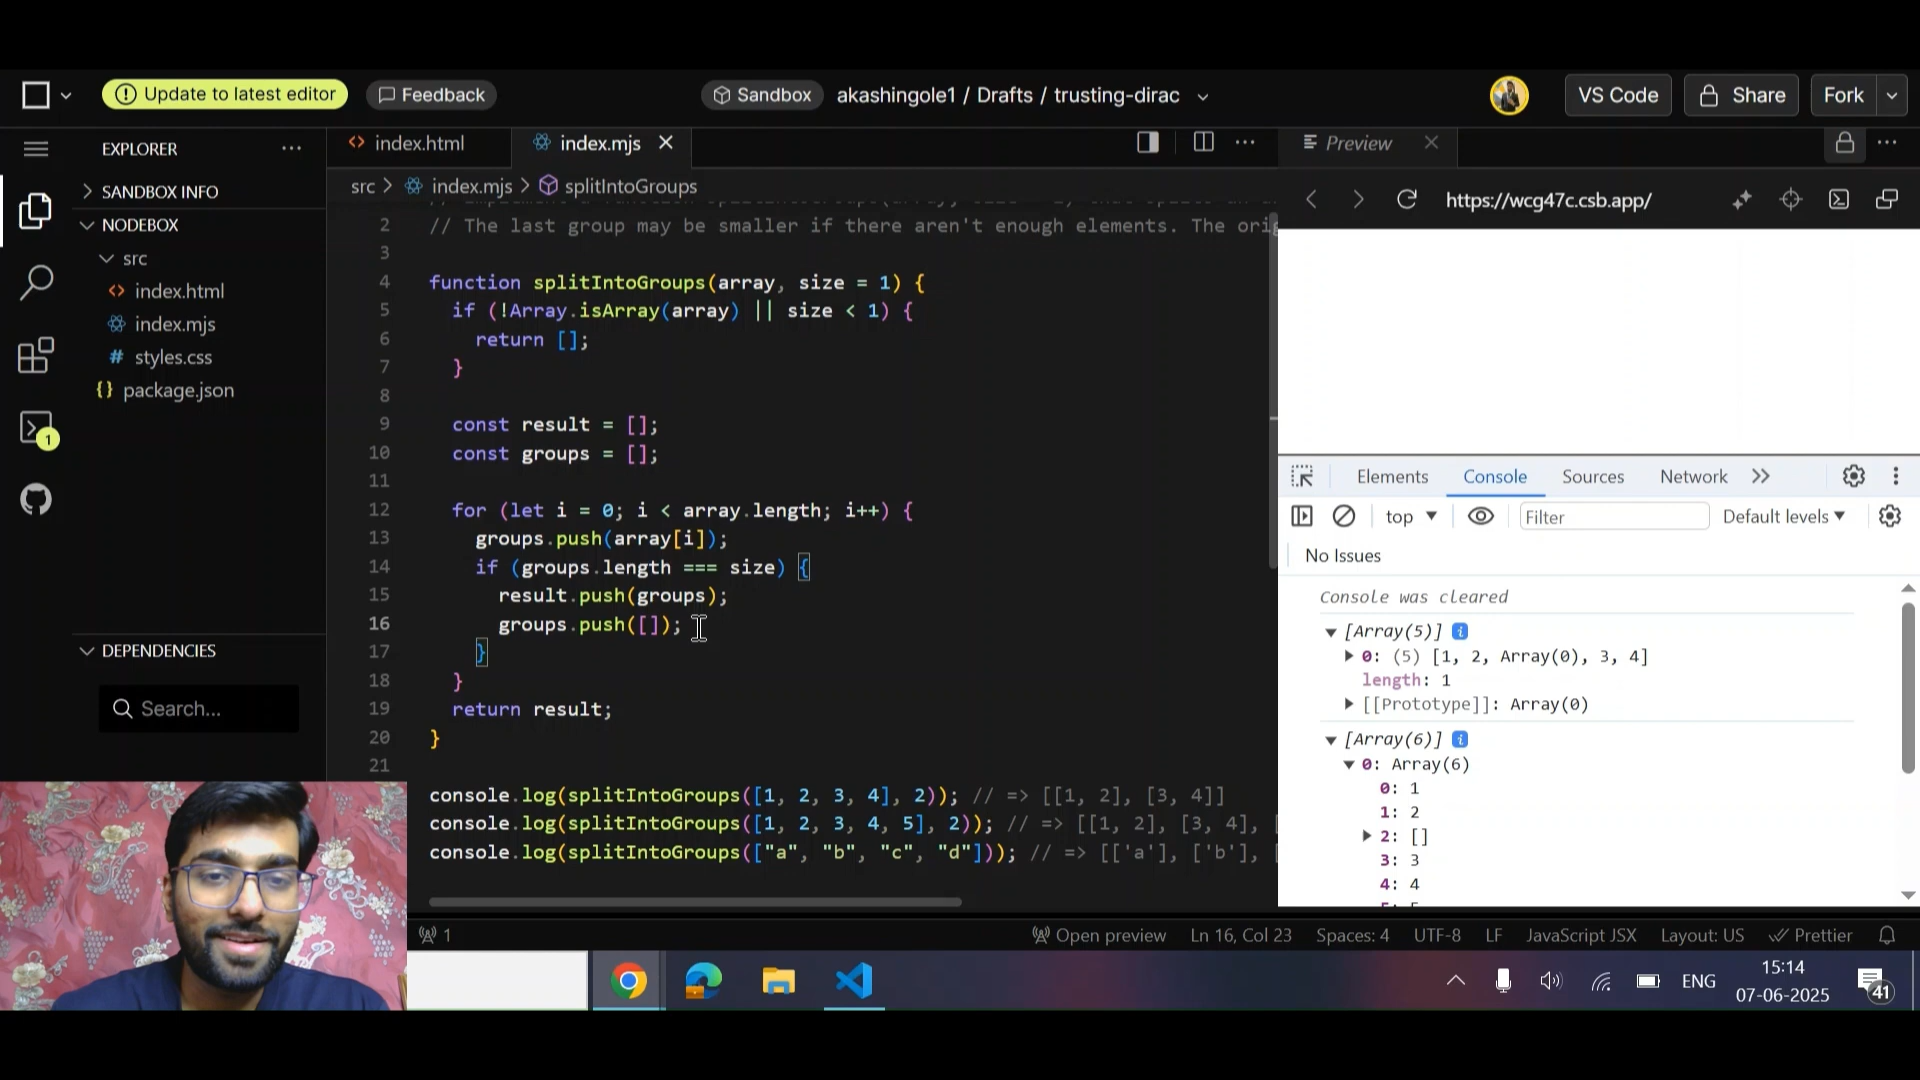 Update to latest editor
Feedback
Sandbox
akashingole1 / Drafts / trusting-dirac
VS Code
Share
Fork
EXPLORER
SANDBOX INFO
NODEBOX
src
index.html
index.mjs
styles.css
package.json
DEPENDENCIES
Search...
1
index.html
index.mjs
src > index.mjs > splitIntoGroups
2 // The last group may be smaller if there aren't enough elements. The orig
3
4 function splitIntoGroups(array, size = 1) {
5 if (!Array.isArray(array) || size < 1) {
6 return [];
7 }
8
9 const result = [];
10 const groups = [];
11
12 for (let i = 0; i < array.length; i++) {
13 groups.push(array[i]);
14 if (groups.length === size) {
15 result.push(groups);
16 groups.push([]);
17 }
18 }
19 return result;
20 }
21
console.log(splitIntoGroups([1, 2, 3, 4], 2)); // => [[1, 2], [3, 4]]
console.log(splitIntoGroups([1, 2, 3, 4, 5], 2)); // => [[1, 2], [3, 4], [
console.log(splitIntoGroups(["a", "b", "c", "d"])); // => [['a'], ['b'], [
Preview
https://wcg47c.csb.app/
Elements
Console
Sources
Network
top
Filter
Default levels
No Issues
Console was cleared
[Array(5)] i
0: (5) [1, 2, Array(0), 3, 4]
length: 1
[[Prototype]]: Array(0)
[Array(6)] i
0: Array(6)
0: 1
1: 2
2: []
3: 3
4: 4
1
Open preview
Ln 16, Col 23
Spaces: 4
UTF-8
LF
JavaScript JSX
Layout: US
Prettier
ENG
15:14
07-06-2025
41